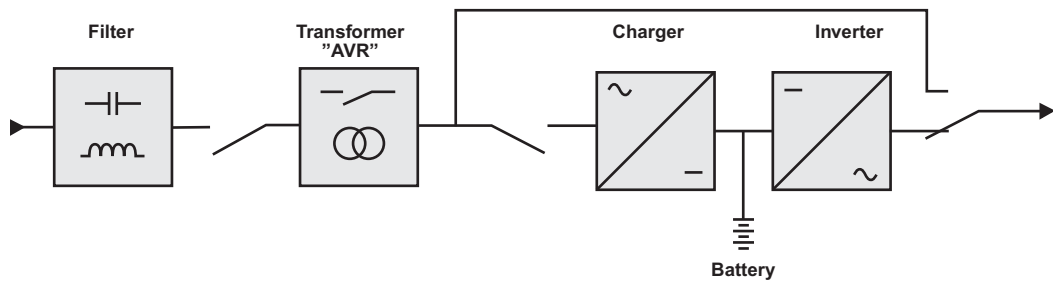 Filter
Transformer
”AVR”
Charger
Inverter
Battery